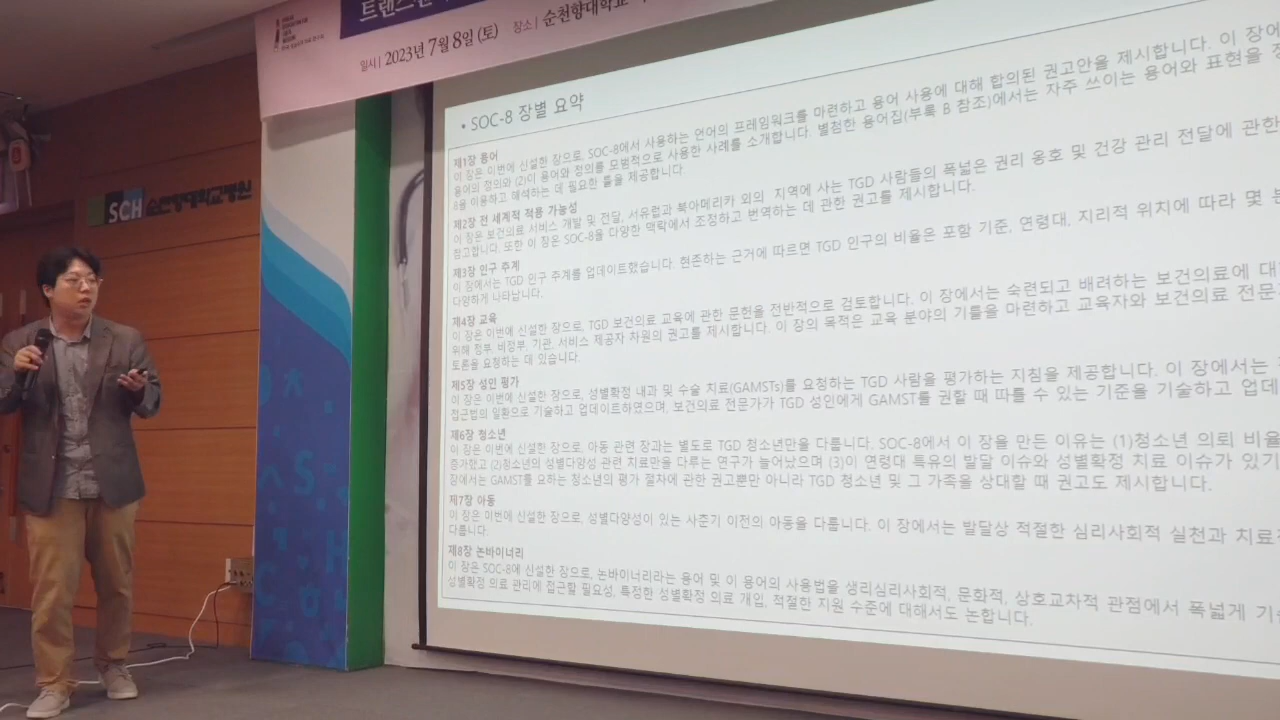 트랜스젠
일시 | 2023년 7월 8일 (토) 장소 | 순천향대학교
SCH 순천향대학교병원
• SOC-8 장별 요약
제1장 용어
이 장은 이번에 신설한 장으로, SOC-8에서 사용하는 언어의 프레임워크를 마련하고 용어 사용에 대해 합의된 권고안을 제시합니다. 이 장에
용어의 정의와 (2)이 용어와 정의를 모범적으로 사용한 사례를 소개합니다. 별첨한 용어집(부록 B 참조)에서는 자주 쓰이는 용어와 표현을
8을 이용하고 해석하는 데 필요한 틀을 제공합니다.
제2장 전 세계적 적용 가능성
이 장은 보건의료 서비스 개발 및 전달, 서유럽과 북아메리카 외의 지역에 사는 TGD 사람들의 폭넓은 권리 옹호 및 건강 관리 전달에 관한
참고합니다. 또한 이 장은 SOC-8을 다양한 맥락에서 조정하고 번역하는 데 관한 권고를 제시합니다.
제3장 인구 추계
이 장에서는 TGD 인구 추계를 업데이트했습니다. 현존하는 근거에 따르면 TGD 인구의 비율은 포함 기준, 연령대, 지리적 위치에 따라 몇
다양하게 나타납니다.
제4장 교육
이 장은 이번에 신설한 장으로, TGD 보건의료 교육에 관한 문헌을 전반적으로 검토합니다. 이 장에서는 숙련되고 배려하는 보건의료에 대
위해 정부, 비정부, 기관, 서비스 제공자 차원의 권고를 제시합니다. 이 장의 목적은 교육 분야의 기틀을 마련하고 교육자와 보건의료 전문
토론을 요청하는 데 있습니다.
제5장 성인 평가
이 장은 이번에 신설한 장으로, 성별확정 내과 및 수술 치료(GAMSTs)를 요청하는 TGD 사람을 평가하는 지침을 제공합니다. 이 장에서는
접근법의 일환으로 기술하고 업데이트하였으며, 보건의료 전문가가 TGD 성인에게 GAMST를 권할 때 따를 수 있는 기준을 기술하고 업데
제6장 청소년
이 장은 이번에 신설한 장으로, 아동 관련 장과는 별도로 TGD 청소년만을 다룹니다. SOC-8에서 이 장을 만든 이유는 (1)청소년 의뢰 비율
증가했고 (2)청소년의 성별다양성 관련 치료만을 다루는 연구가 늘어났으며 (3)이 연령대 특유의 발달 이슈와 성별확정 치료 이슈가 있기
장에서는 GAMST를 요하는 청소년의 평가 절차에 관한 권고뿐만 아니라 TGD 청소년 및 그 가족을 상대할 때 권고도 제시합니다.
제7장 아동
이 장은 이번에 신설한 장으로, 성별다양성이 있는 사춘기 이전의 아동을 다룹니다. 이 장에서는 발달상 적절한 심리사회적 실천과 치료
다룹니다.
제8장 논바이너리
이 장은 SOC-8에 신설한 장으로, 논바이너리라는 용어 및 이 용어의 사용법을 생리심리사회적, 문화적, 상호교차적 관점에서 폭넓게 기
성별확정 의료 관리에 접근할 필요성, 특정한 성별확정 의료 개입, 적절한 지원 수준에 대해서도 논합니다.